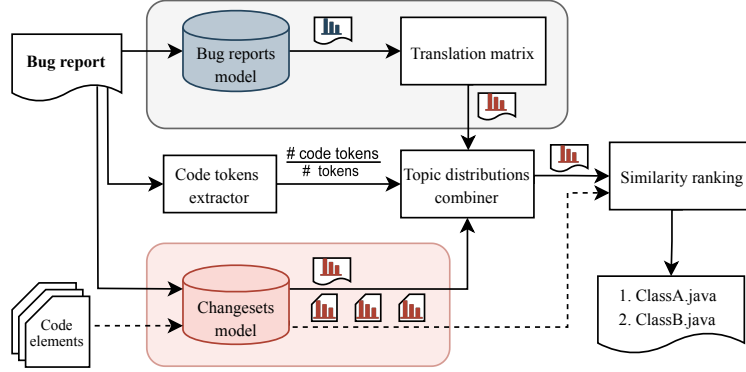 Bug report
Bug reports
model
Translation matrix
# code tokens
# tokens
Code tokens
extractor
Topic distributions
combiner
Similarity ranking
Changesets
model
Code
elements
1. ClassA.java
2. ClassB.java